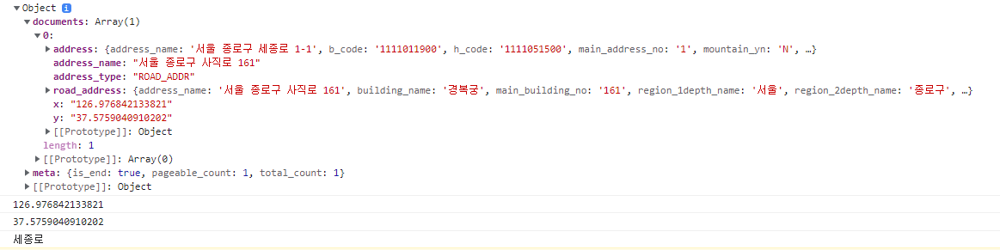 Object i
documents: Array(1)
0:
address: {address_name: '서울 종로구 세종로 1-1', b_code: '1111011900', h_code: '1111051500', main_address_no: '1', mountain_yn: 'N', …}
address_name: "서울 종로구 사직로 161"
address_type: "ROAD_ADDR"
road_address: {address_name: '서울 종로구 사직로 161', building_name: '경복궁', main_building_no: '161', region_1depth_name: '서울', region_2depth_name: '종로구', …}
x: "126.976842133821"
y: "37.5759040910202"
[[Prototype]]: Object
length: 1
[[Prototype]]: Array(0)
meta: {is_end: true, pageable_count: 1, total_count: 1}
[[Prototype]]: Object
126.976842133821
37.5759040910202
세종로